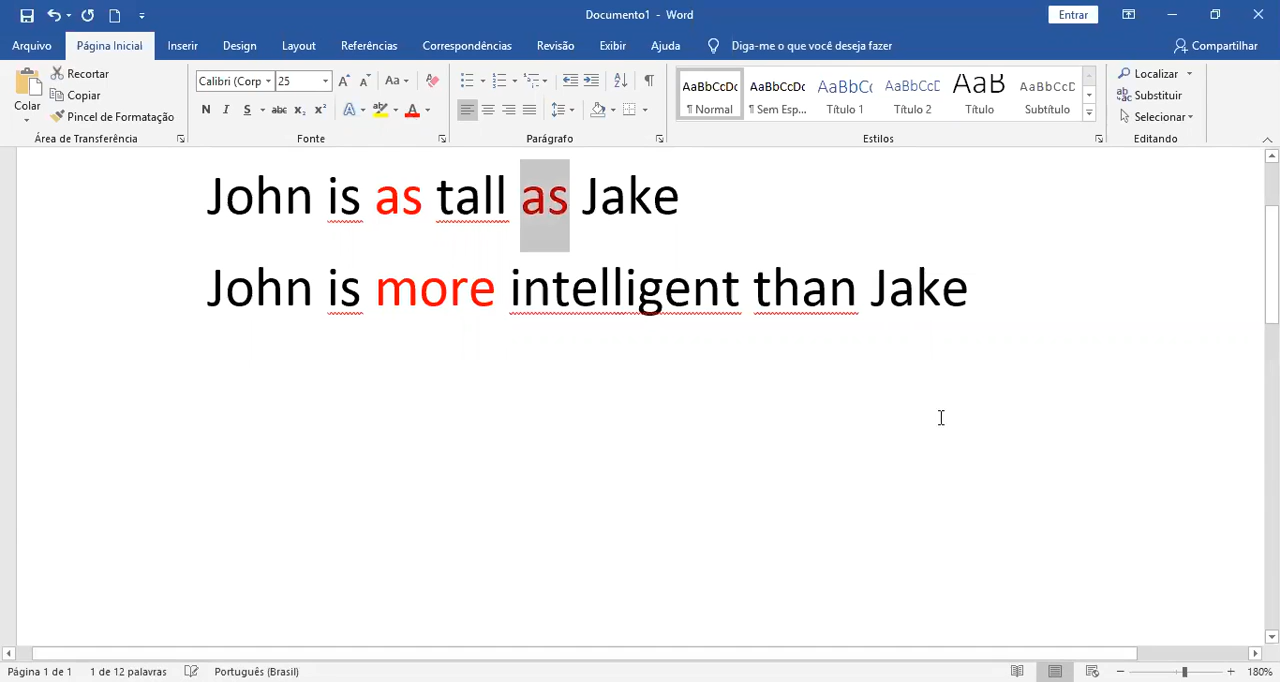 Documento1 - Word
Entrar
Arquivo Página Inicial Inserir Design Layout Referências Correspondências Revisão Exibir Ajuda Diga-me o que você deseja fazer Compartilhar
Colar
Recortar
Copiar
Pincel de Formatação
Área de Transferência
Calibri (Corp 25
N I S abc x₂ x²
Fonte
Parágrafo
AaBbCcDc AaBbCcDc AaBbCc AaBbCcD AaB AaBbCcD
¶ Normal ¶ Sem Esp... Título 1 Título 2 Título Subtítulo
Estilos
Localizar
Substituir
Selecionar
Editando
John is as tall as Jake
John is more intelligent than Jake
Página 1 de 1 1 de 12 palavras Português (Brasil) 180%